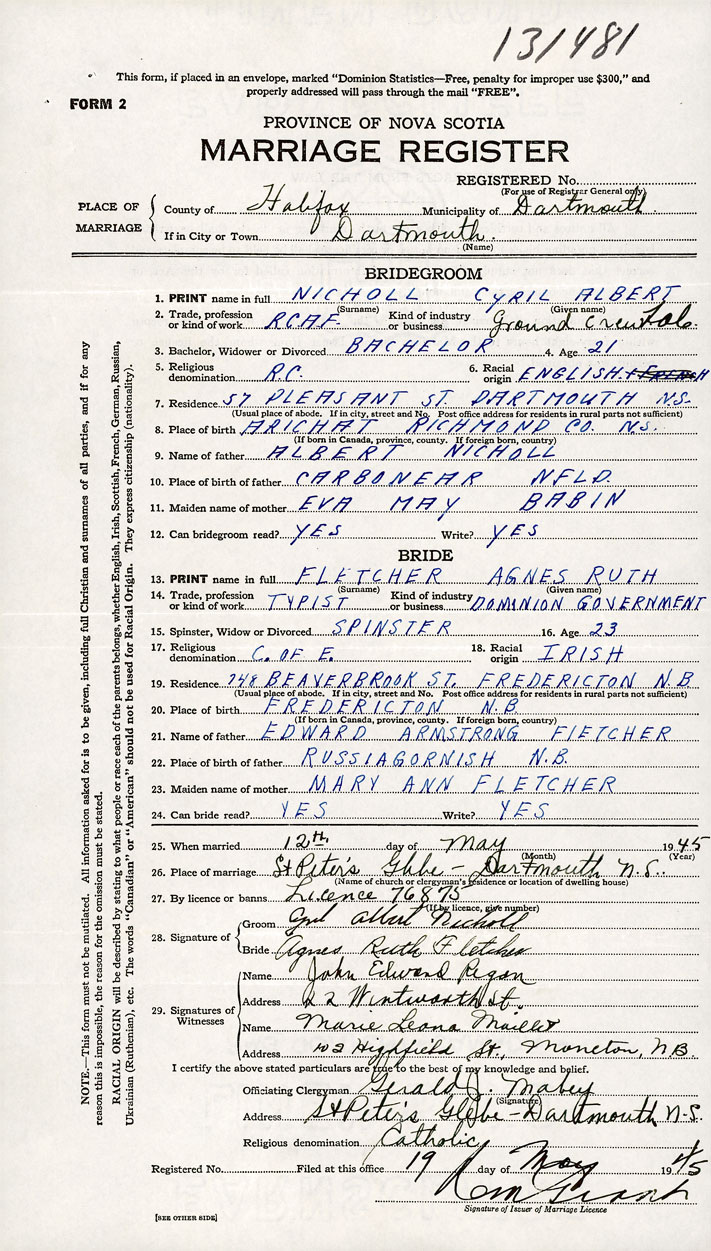 131481
This form, if placed in an envelope, marked "Dominion Statistics—Free, penalty for improper use $300," and
properly addressed will pass through the mail "FREE".
FORM 2
PROVINCE OF NOVA SCOTIA
MARRIAGE REGISTER
REGISTERED No.
(For use of Registrar General only)
PLACE OF MARRIAGE
County of Halifax Municipality of Dartmouth.
If in City or Town Dartmouth.
(Name)
BRIDEGROOM
1. PRINT name in full NICHOLL CYRIL ALBERT
(Surname) (Given name)
2. Trade, profession or kind of work RCAF Kind of industry or business Ground Crew
3. Bachelor, Widower or Divorced BACHELOR 4. Age 21
5. Religious denomination R.C. 6. Racial origin ENGLISH + FRENCH
7. Residence 57 PLEASANT ST. DARTMOUTH N.S.
(Usual place of abode. If in city, street and No. Post office address for residents in rural parts not sufficient)
8. Place of birth ARICHAT RICHMOND CO. N.S.
(If born in Canada, province, county. If foreign born, country)
9. Name of father ALBERT NICHOLL
10. Place of birth of father CARBONEAR NFLD.
11. Maiden name of mother EVA MAY BABIN
12. Can bridegroom read? YES Write? YES
BRIDE
13. PRINT name in full FLETCHER AGNES RUTH
(Surname) (Given name)
14. Trade, profession or kind of work TYPIST Kind of industry or business DOMINION GOVERNMENT
15. Spinster, Widow or Divorced SPINSTER 16. Age 23
17. Religious denomination C. OF E. 18. Racial origin IRISH
19. Residence 748 BEAVERBROOK ST. FREDERICTON N.B
(Usual place of abode. If in city, street and No. Post office address for residents in rural parts not sufficient)
20. Place of birth FREDERICTON N.B.
(If born in Canada, province, county. If foreign born, country)
21. Name of father EDWARD ARMSTRONG FLETCHER
22. Place of birth of father RUSSIAGORNISH N.B.
23. Maiden name of mother MARY ANN FLETCHER
24. Can bride read? YES Write? YES
25. When married 12th. day of May 1945
(Month) (Year)
26. Place of marriage St Peter's Glebe - Dartmouth N.S.
(Name of church or clergyman's residence or location of dwelling house)
27. By licence or banns Licence 76875
(If by licence, give number)
28. Signature of
Groom Cyril Albert Nicholl
Bride Agnes Ruth Fletcher
29. Signatures of Witnesses
Name John Edward Regan
Address 22 Wentworth St.
Name Marie Leona Maillet
Address 102 Highfield St., Moncton, N.B.
I certify the above stated particulars are true to the best of my knowledge and belief.
Officiating Clergyman Gerald J. Mabey
(Signature)
Address St Peter's Glebe - Dartmouth N-S.
Religious denomination Catholic
Registered No. Filed at this office 19 day of May 1945
Signature of Issuer of Marriage Licence
[SEE OTHER SIDE]
NOTE.—This form must not be mutilated. All information asked for is to be given, including full Christian and surnames of all parties, and if for any
reason this is impossible, the reason for the omission must be stated.
RACIAL ORIGIN will be described by stating to what people or race each of the parents belongs, whether English, Irish, Scottish, French, German, Russian,
Ukrainian (Ruthenian), etc. The words "Canadian" or "American" should not be used for Racial Origin. They express citizenship (nationality).